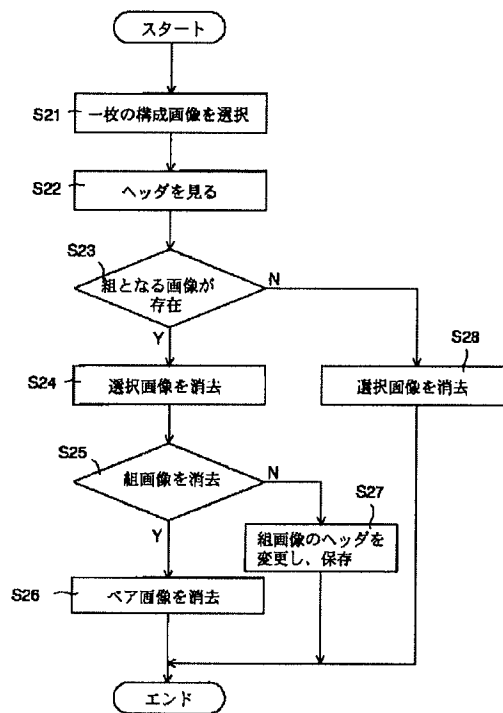 スタート
S21
一枚の構成画像を選択
S22
ヘッダを見る
S23
組となる画像が
存在
N
Y
S24
選択画像を消去
S28
選択画像を消去
S25
組画像を消去
N
Y
S27
組画像のヘッダを
変更し、保存
S26
ペア画像を消去
エンド